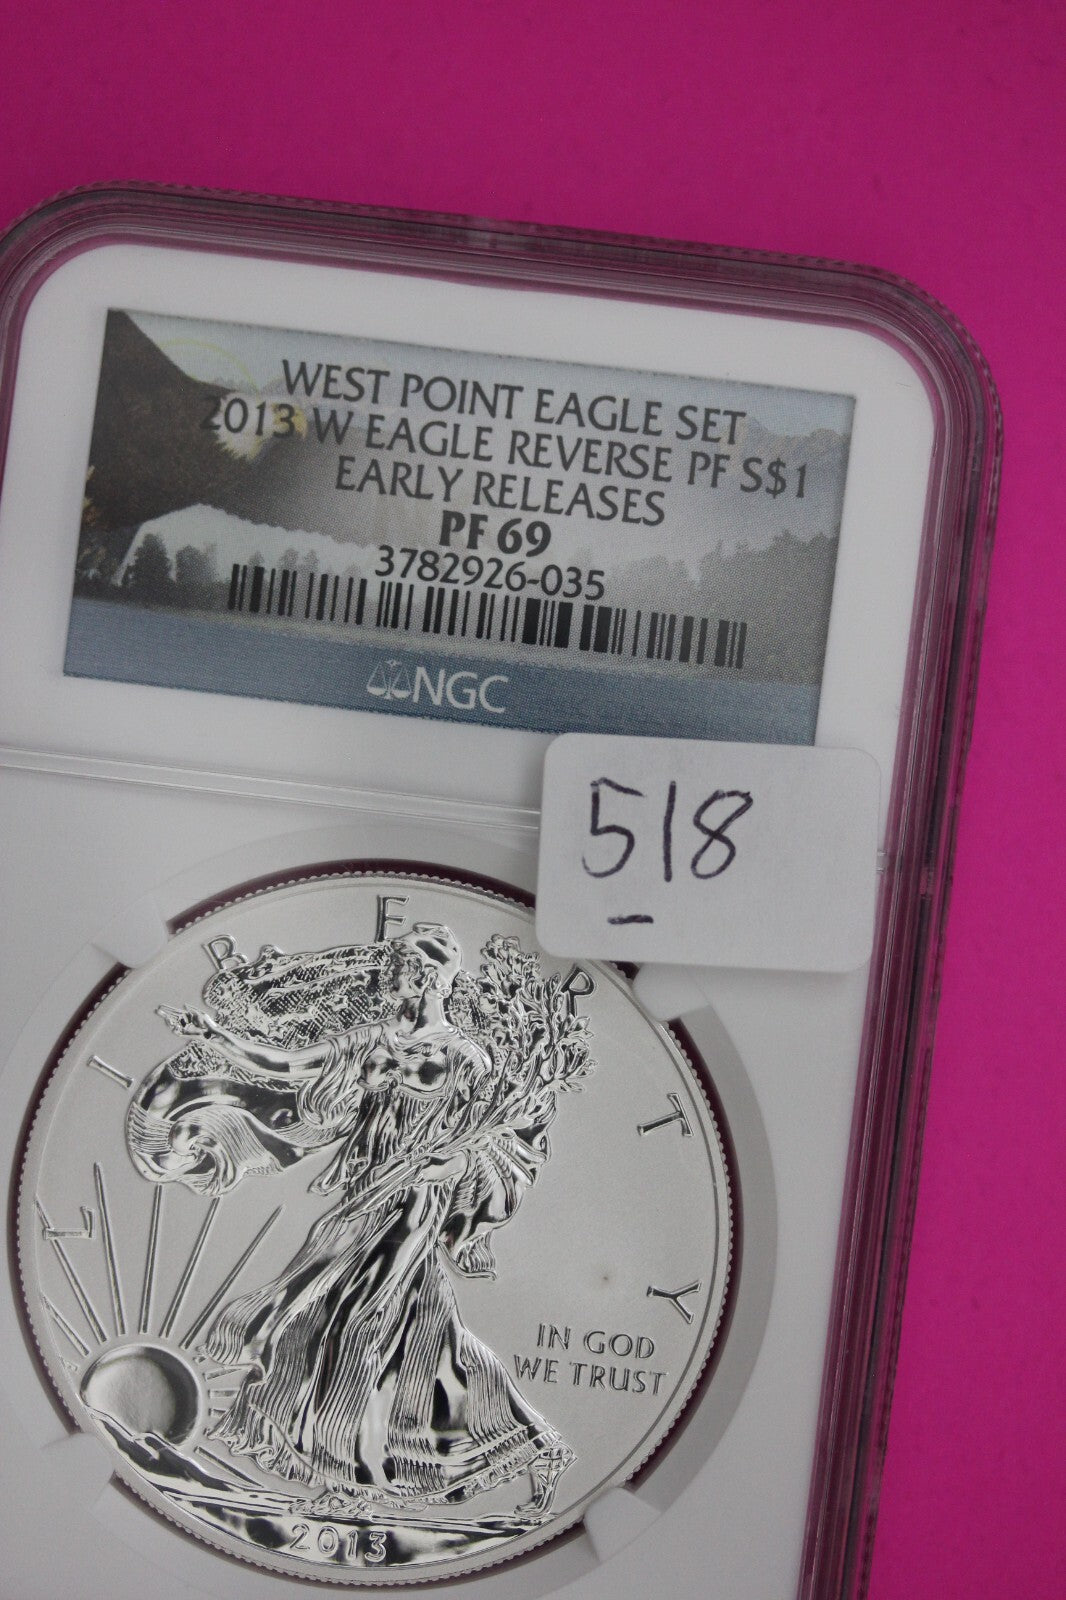 WEST POINT EAGLE SET
2013 W EAGLE REVERSE PF S$1
EARLY RELEASES
PF 69
3782926-035
NGC
518
LIBERTY
IN GOD
WE TRUST
2013